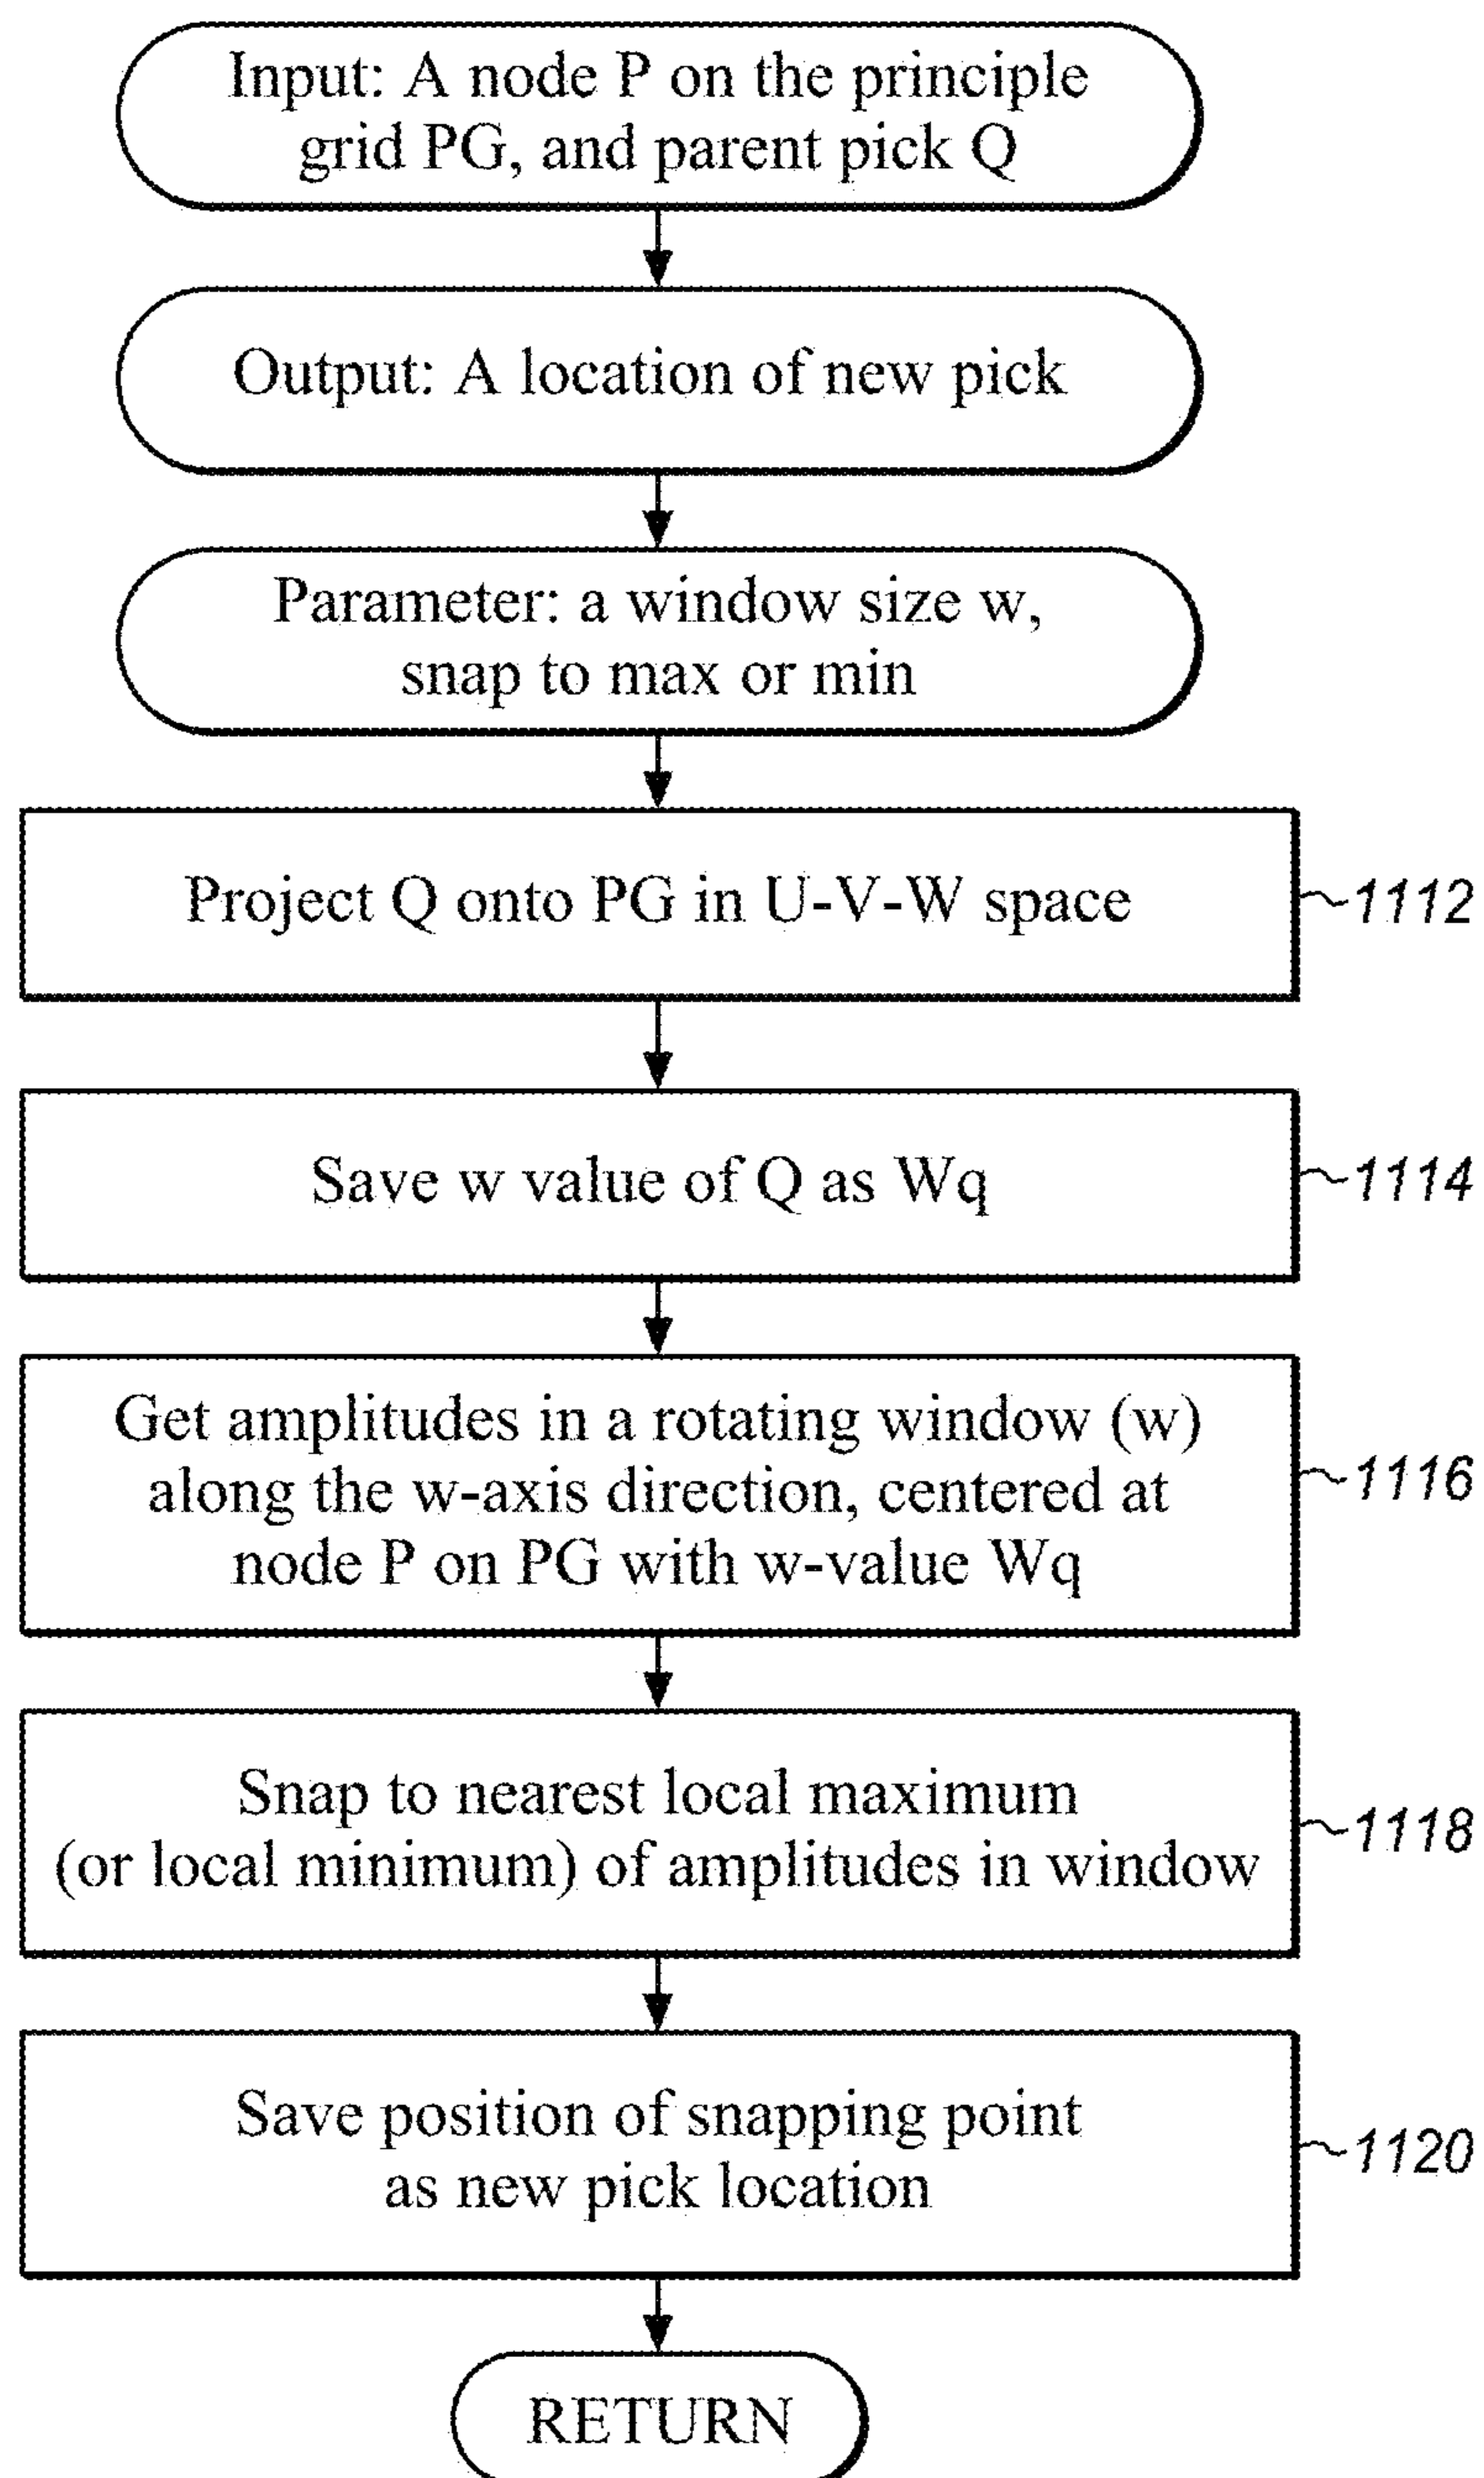 Input: A node P on the principle
grid PG, and parent pick Q
Output: A location of new pick
Parameter: a window size w,
snap to max or min
Project Q onto PG in U-V-W space
1112
Save w value of Q as Wq
1114
Get amplitudes in a rotating window (w)
along the w-axis direction, centered at
node P on PG with w-value Wq
1116
Snap to nearest local maximum
(or local minimum) of amplitudes in window
1118
Save position of snapping point
as new pick location
1120
RETURN